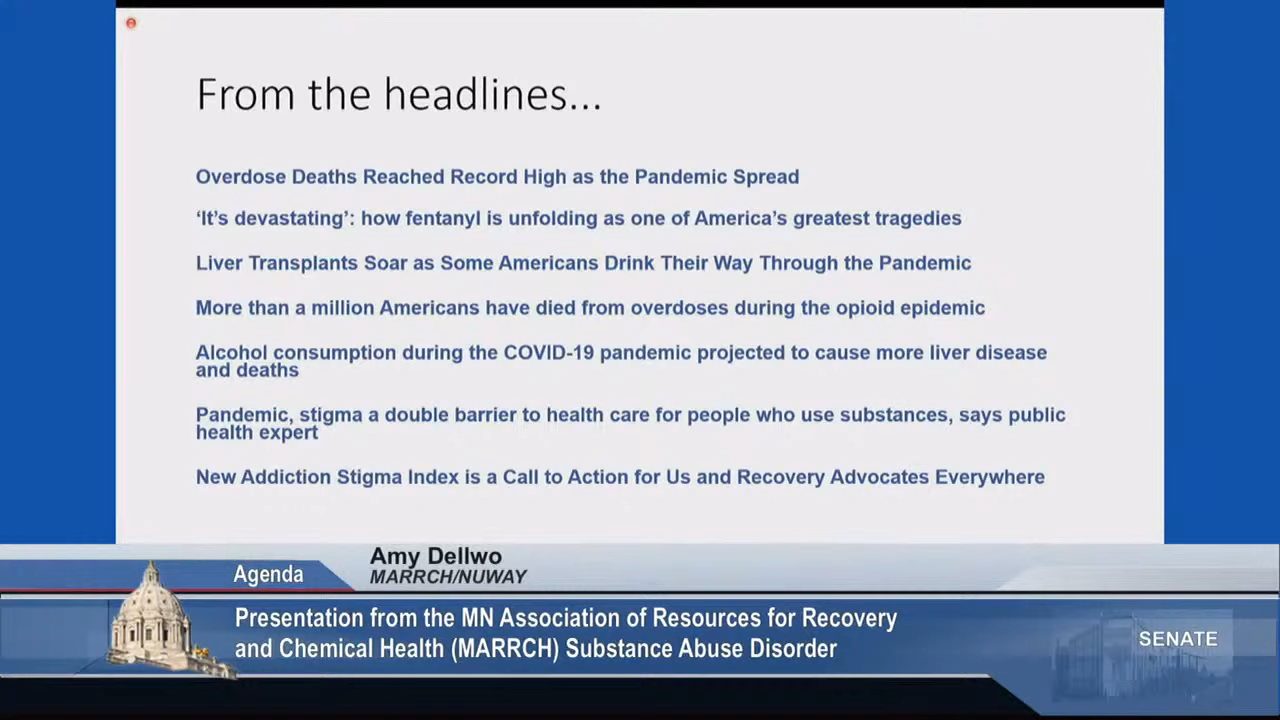 From the headlines...
Overdose Deaths Reached Record High as the Pandemic Spread
‘It’s devastating’: how fentanyl is unfolding as one of America’s greatest tragedies
Liver Transplants Soar as Some Americans Drink Their Way Through the Pandemic
More than a million Americans have died from overdoses during the opioid epidemic
Alcohol consumption during the COVID-19 pandemic projected to cause more liver disease
and deaths
Pandemic, stigma a double barrier to health care for people who use substances, says public
health expert
New Addiction Stigma Index is a Call to Action for Us and Recovery Advocates Everywhere
Amy Dellwo
MARRCH/NUWAY
Agenda
Presentation from the MN Association of Resources for Recovery
and Chemical Health (MARRCH) Substance Abuse Disorder
SENATE